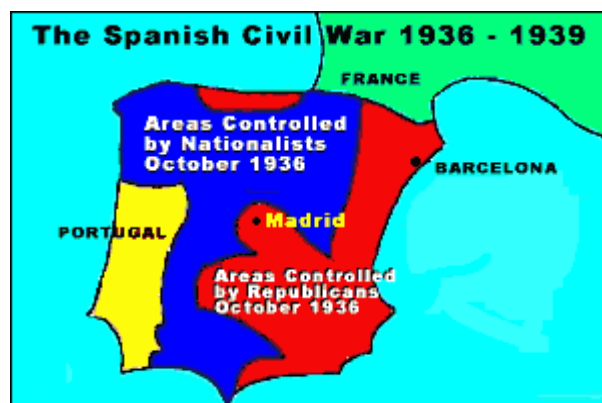 The Spanish Civil War 1936 - 1939
FRANCE
Areas Controlled
by Nationalists
October 1936
BARCELONA
Madrid
PORTUGAL
Areas Controlled
by Republicans
October 1936